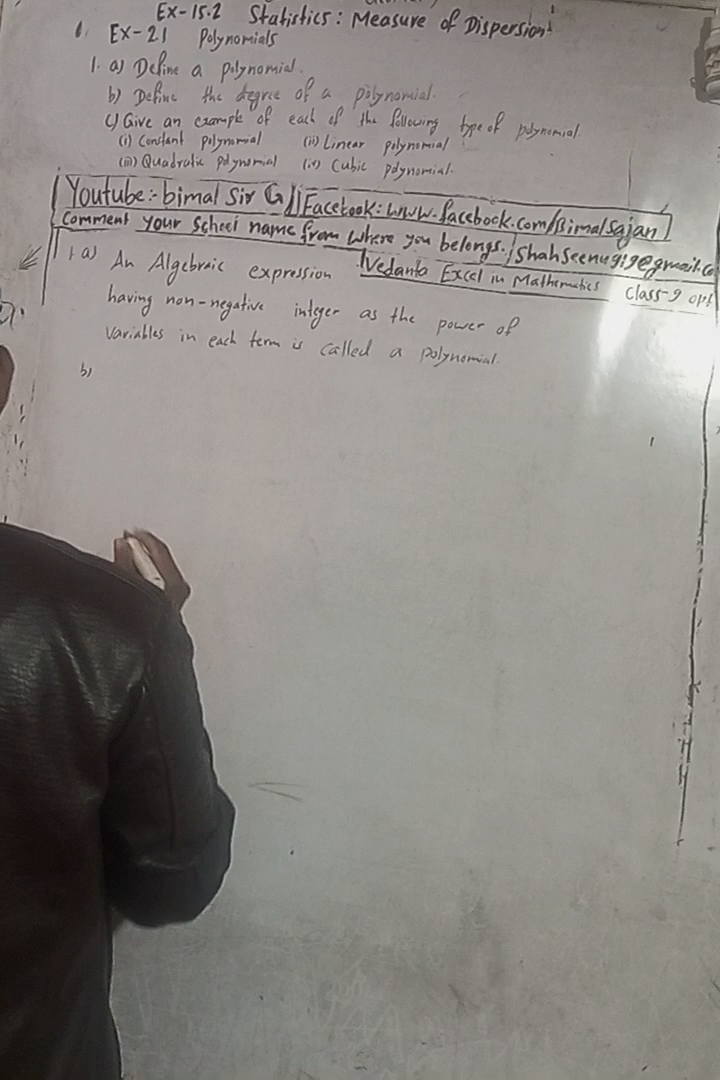 Ex-15.2 Statistics: Measure of Dispersion
Ex-21 Polynomials
1. a) Define a polynomial.
b) Define the degree of a polynomial.
c) Give an example of each of the following type of polynomial.
(i) Constant polynomial (ii) Linear polynomial
(iii) Quadratic polynomial (iv) Cubic polynomial.
Youtube:- bimal Sir G || Facebook: www.facebook.com/Bimalsajan
Comment your School name from where you belongs.
Vedanta Excel in Mathematics Class-9 opt
1 a) An Algebraic expression
having non-negative integer as the power of
variables in each term is called a polynomial.
b)